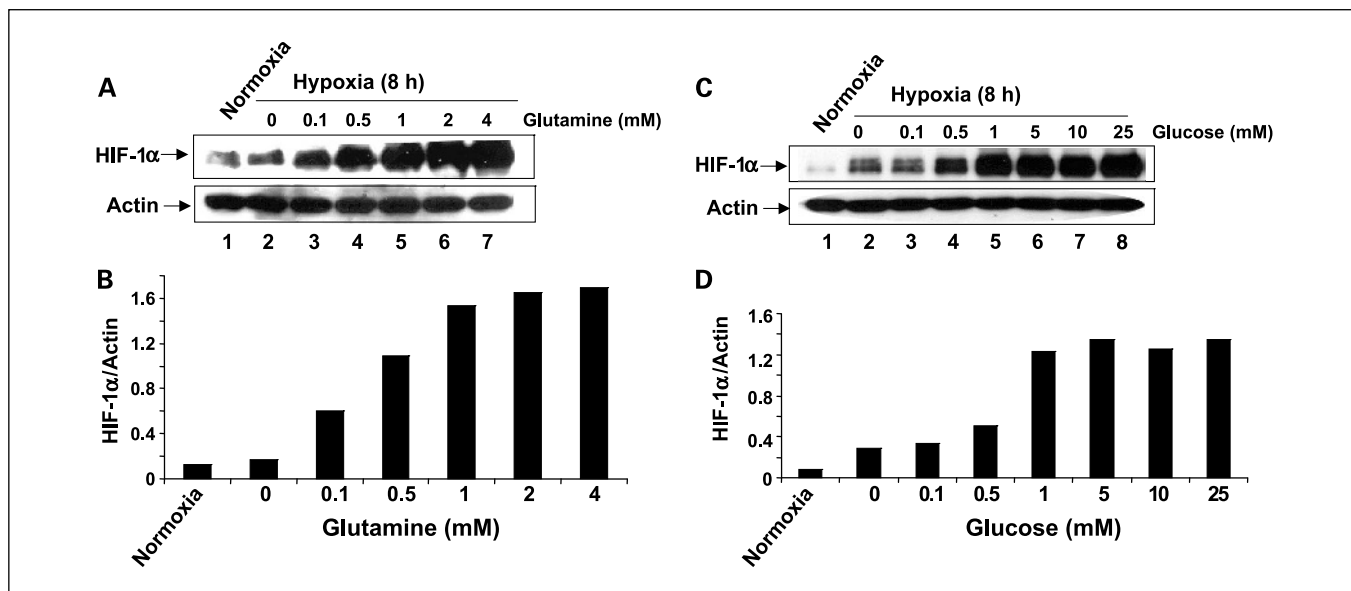 A
Normoxia
Hypoxia (8 h)
0 0.1 0.5 1 2 4 Glutamine (mM)
HIF-1α
Actin
1 2 3 4 5 6 7
B
HIF-1α/Actin
1.6
1.2
0.8
0.4
0
Normoxia 0 0.1 0.5 1 2 4
Glutamine (mM)
C
Normoxia
Hypoxia (8 h)
0 0.1 0.5 1 5 10 25 Glucose (mM)
HIF-1α
Actin
1 2 3 4 5 6 7 8
D
HIF-1α/Actin
1.6
1.2
0.8
0.4
0
Normoxia 0 0.1 0.5 1 5 10 25
Glucose (mM)